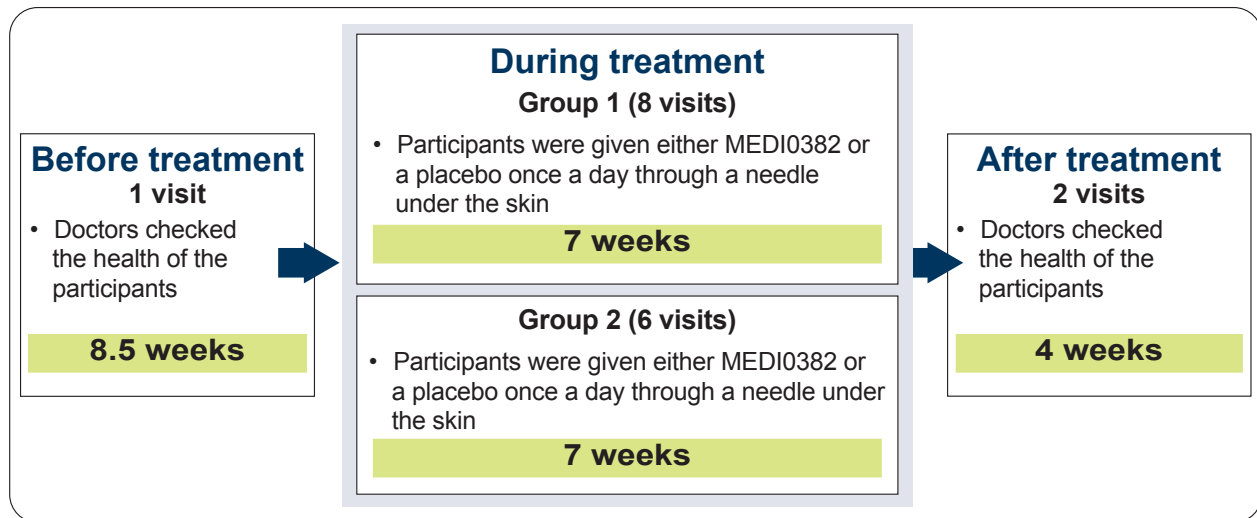 Before treatment
1 visit
• Doctors checked
the health of the
participants
8.5 weeks
During treatment
Group 1 (8 visits)
• Participants were given either MEDI0382 or
a placebo once a day through a needle
under the skin
7 weeks
Group 2 (6 visits)
• Participants were given either MEDI0382 or
a placebo once a day through a needle under
the skin
7 weeks
After treatment
2 visits
• Doctors checked
the health of the
participants
4 weeks